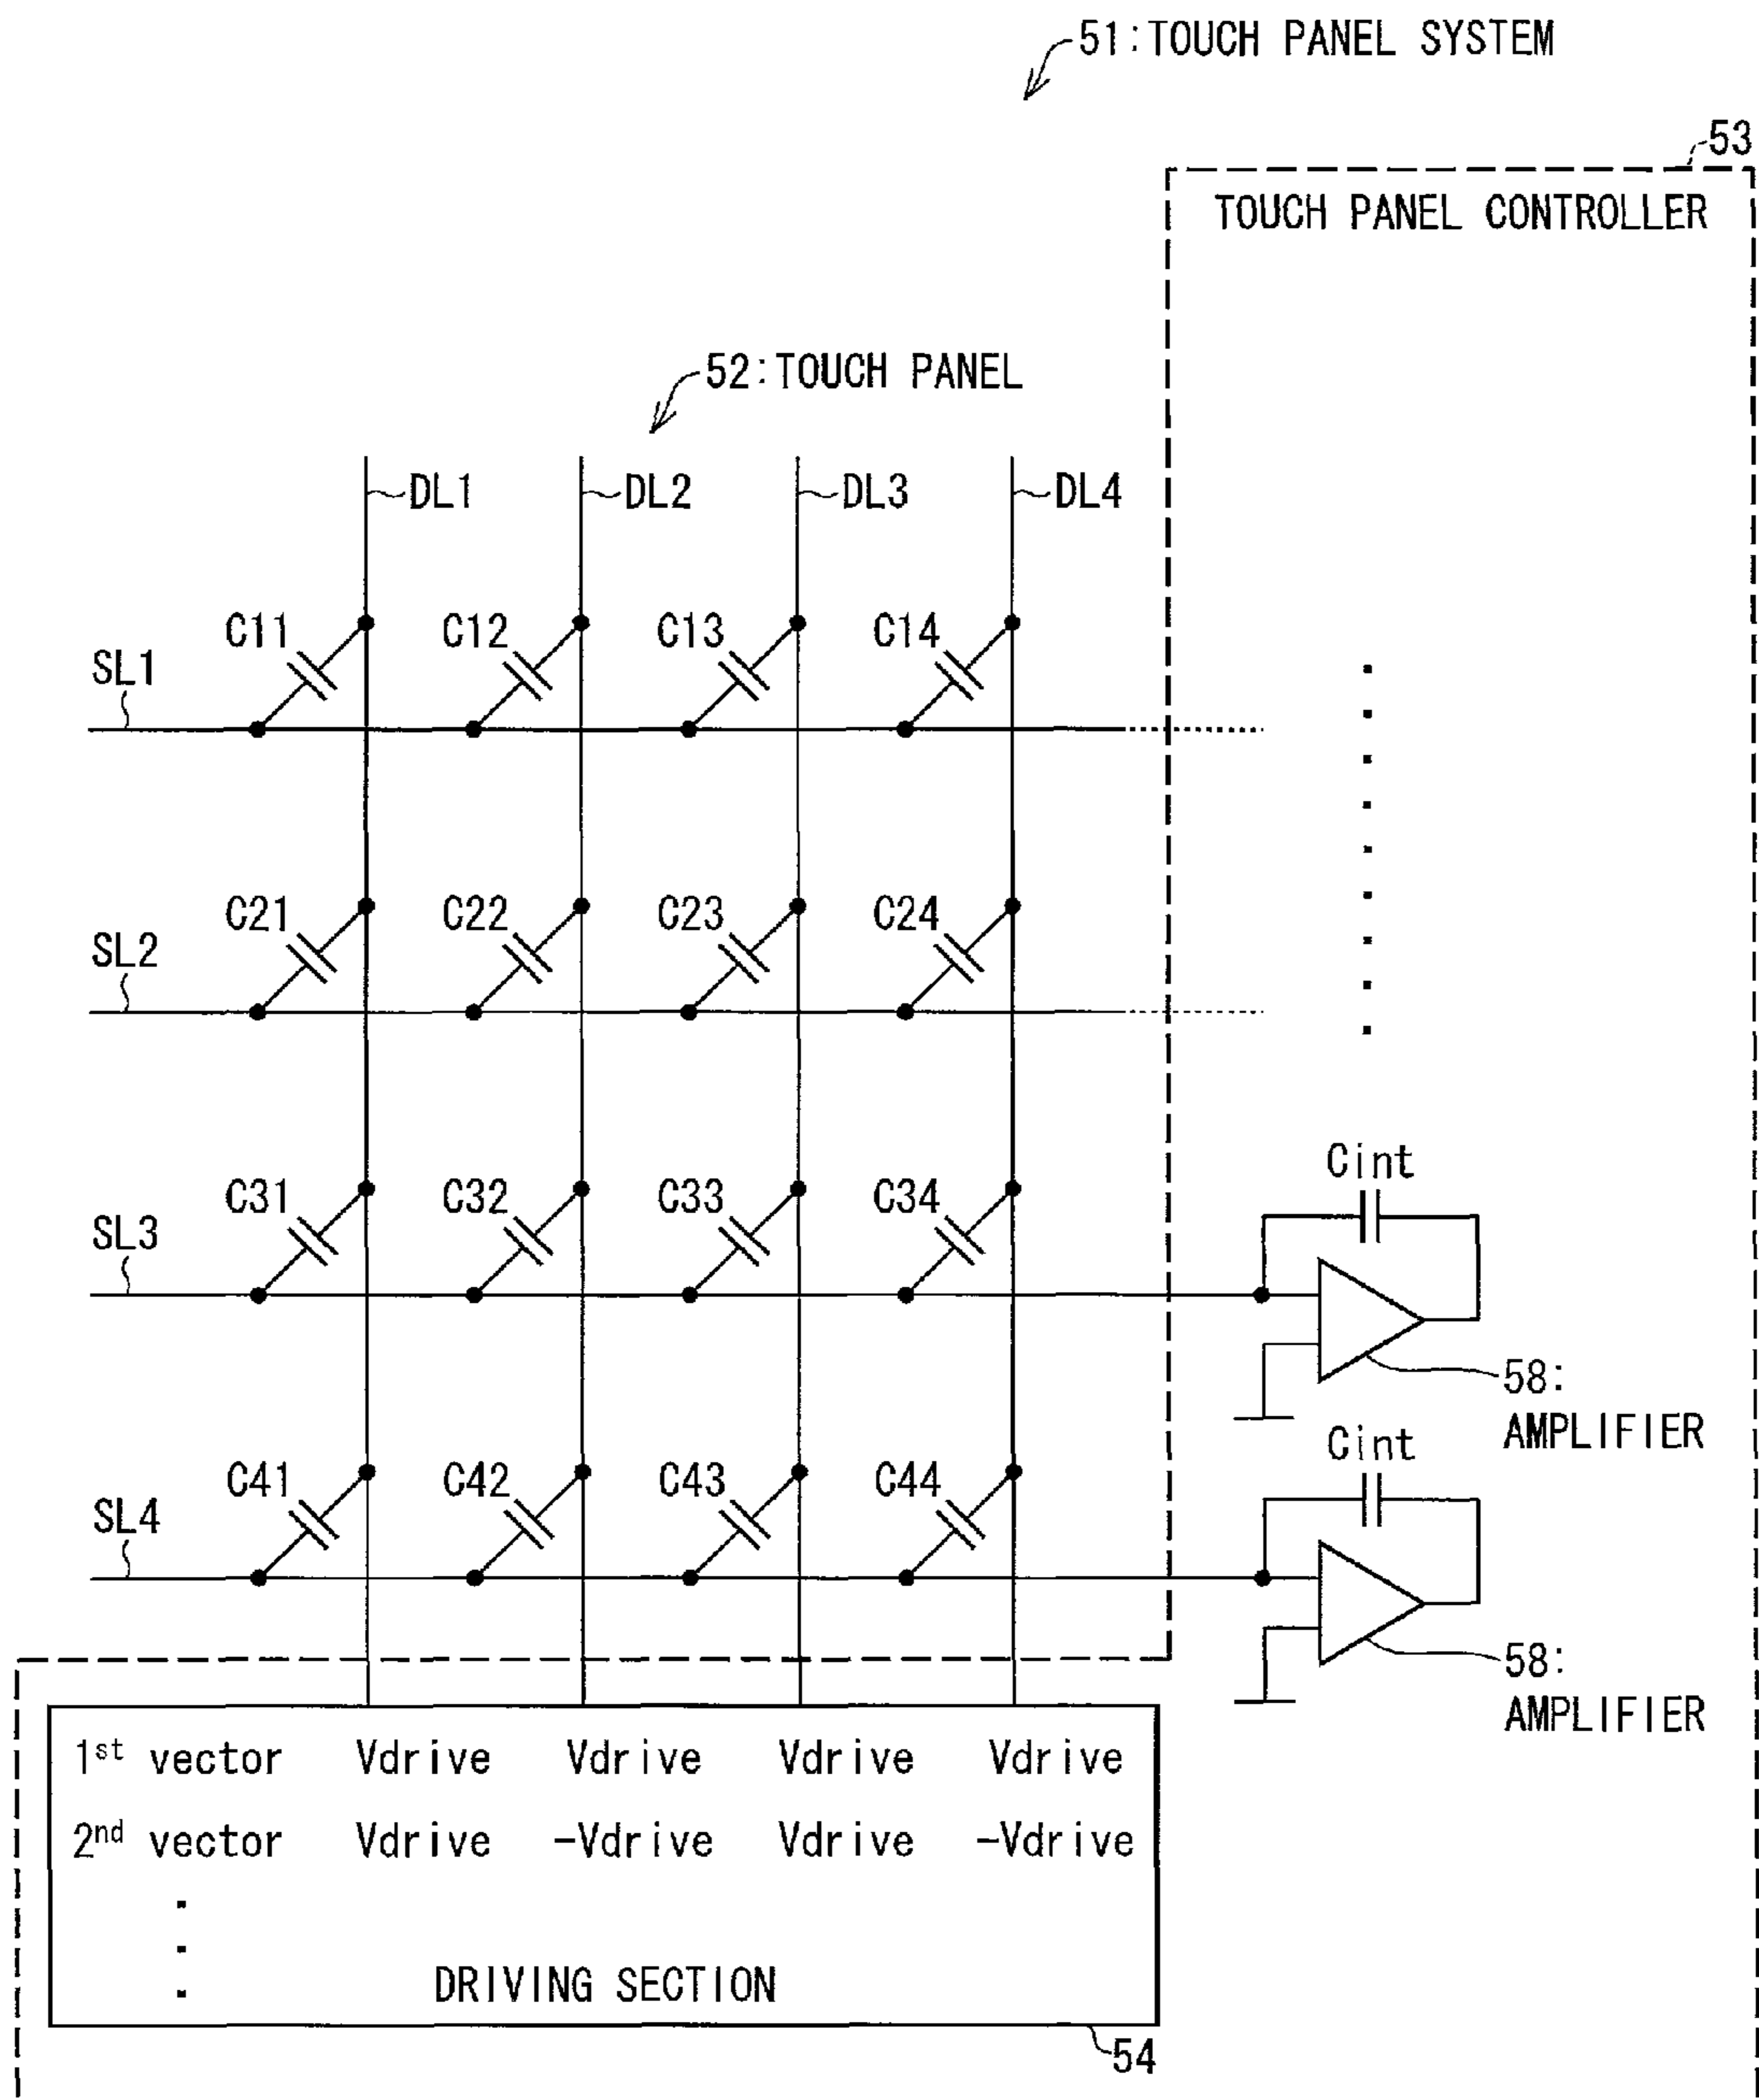 51:TOUCH PANEL SYSTEM
53
TOUCH PANEL CONTROLLER
52:TOUCH PANEL
DL1 DL2 DL3 DL4
C11 C12 C13 C14
SL1
C21 C22 C23 C24
SL2
Cint
C31 C32 C33 C34
SL3
58:
AMPLIFIER
Cint
C41 C42 C43 C44
SL4
58:
AMPLIFIER
1st vector Vdrive Vdrive Vdrive Vdrive
2nd vector Vdrive -Vdrive Vdrive -Vdrive
DRIVING SECTION
54